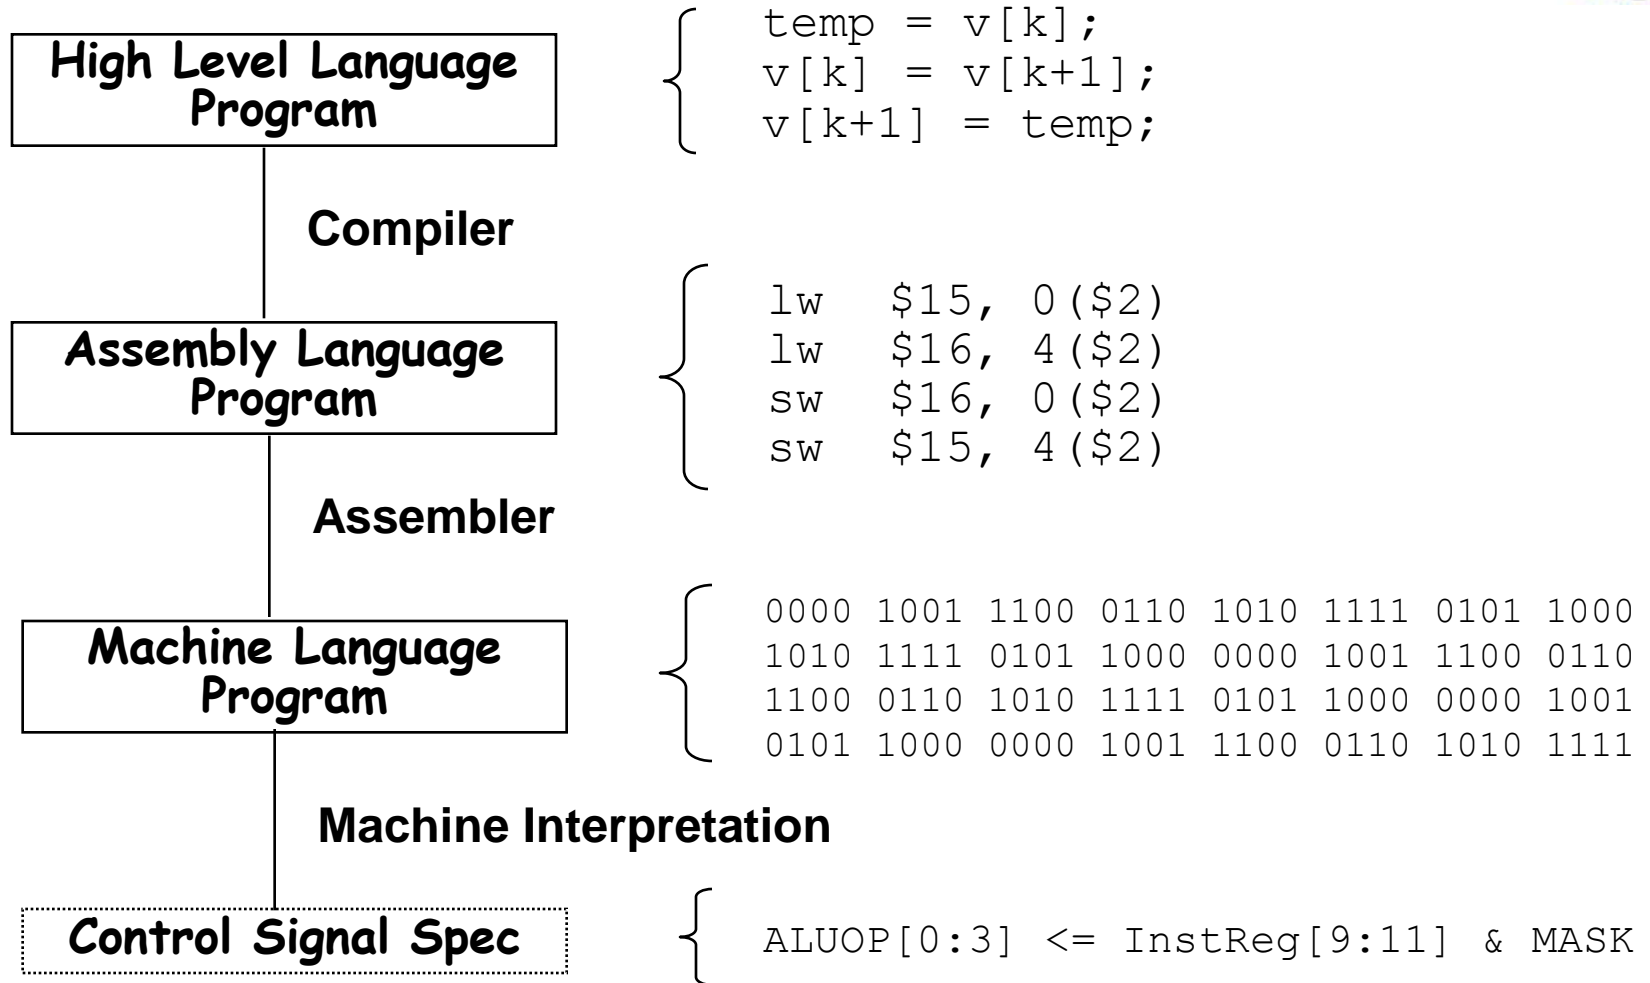 High Level Language
Program
temp = v[k];
v[k] = v[k+1];
v[k+1] = temp;
Compiler
Assembly Language
Program
lw $15, 0($2)
lw $16, 4($2)
sw $16, 0($2)
sw $15, 4($2)
Assembler
Machine Language
Program
0000 1001 1100 0110 1010 1111 0101 1000
1010 1111 0101 1000 0000 1001 1100 0110
1100 0110 1010 1111 0101 1000 0000 1001
0101 1000 0000 1001 1100 0110 1010 1111
Machine Interpretation
Control Signal Spec
ALUOP[0:3] <= InstReg[9:11] & MASK